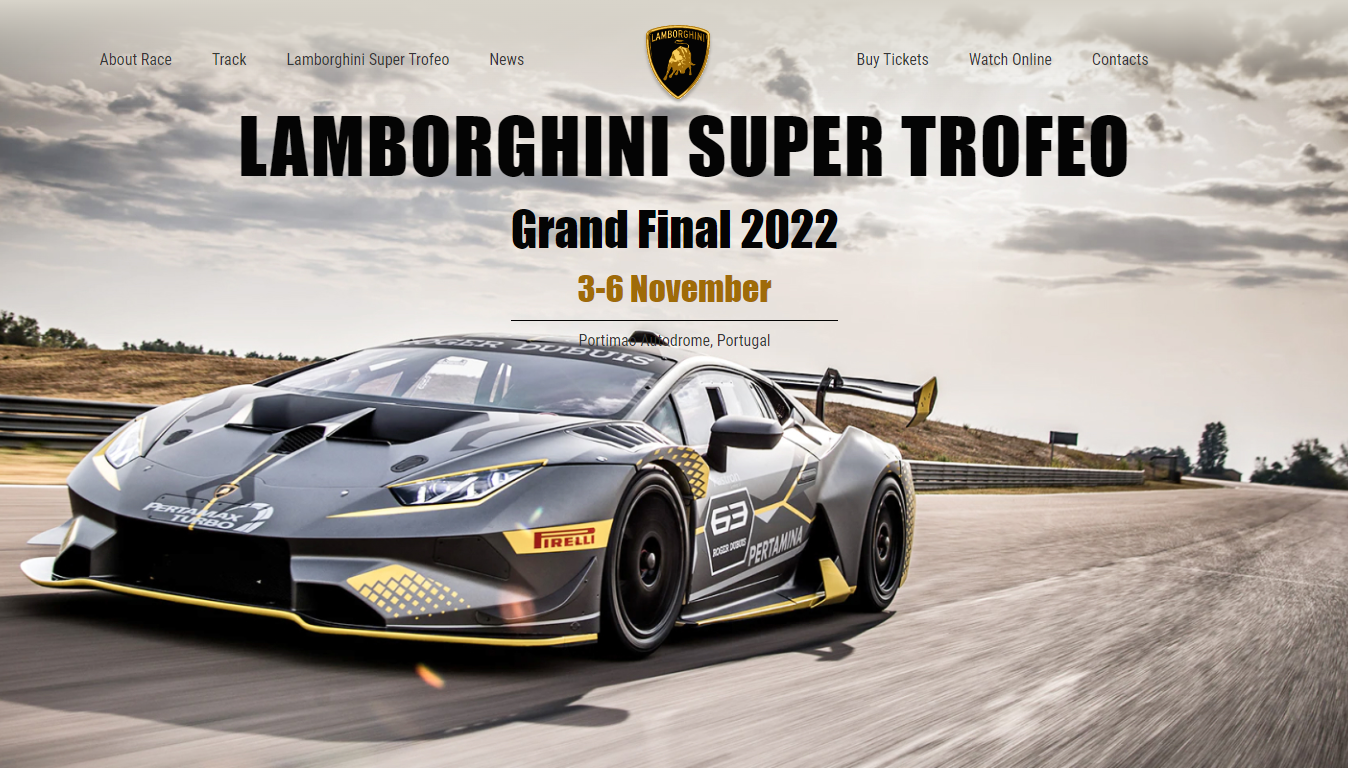 About Race Track Lamborghini Super Trofeo News LAMBORGHINI Buy Tickets Watch Online Contacts
LAMBORGHINI SUPER TROFEO
Grand Final 2022
3-6 November
Portimao Autodrome, Portugal
ROGER DUBUIS
PERTAMAX
TURBO
PIRELLI
63
ROGER DUBUIS
PERTAMINA